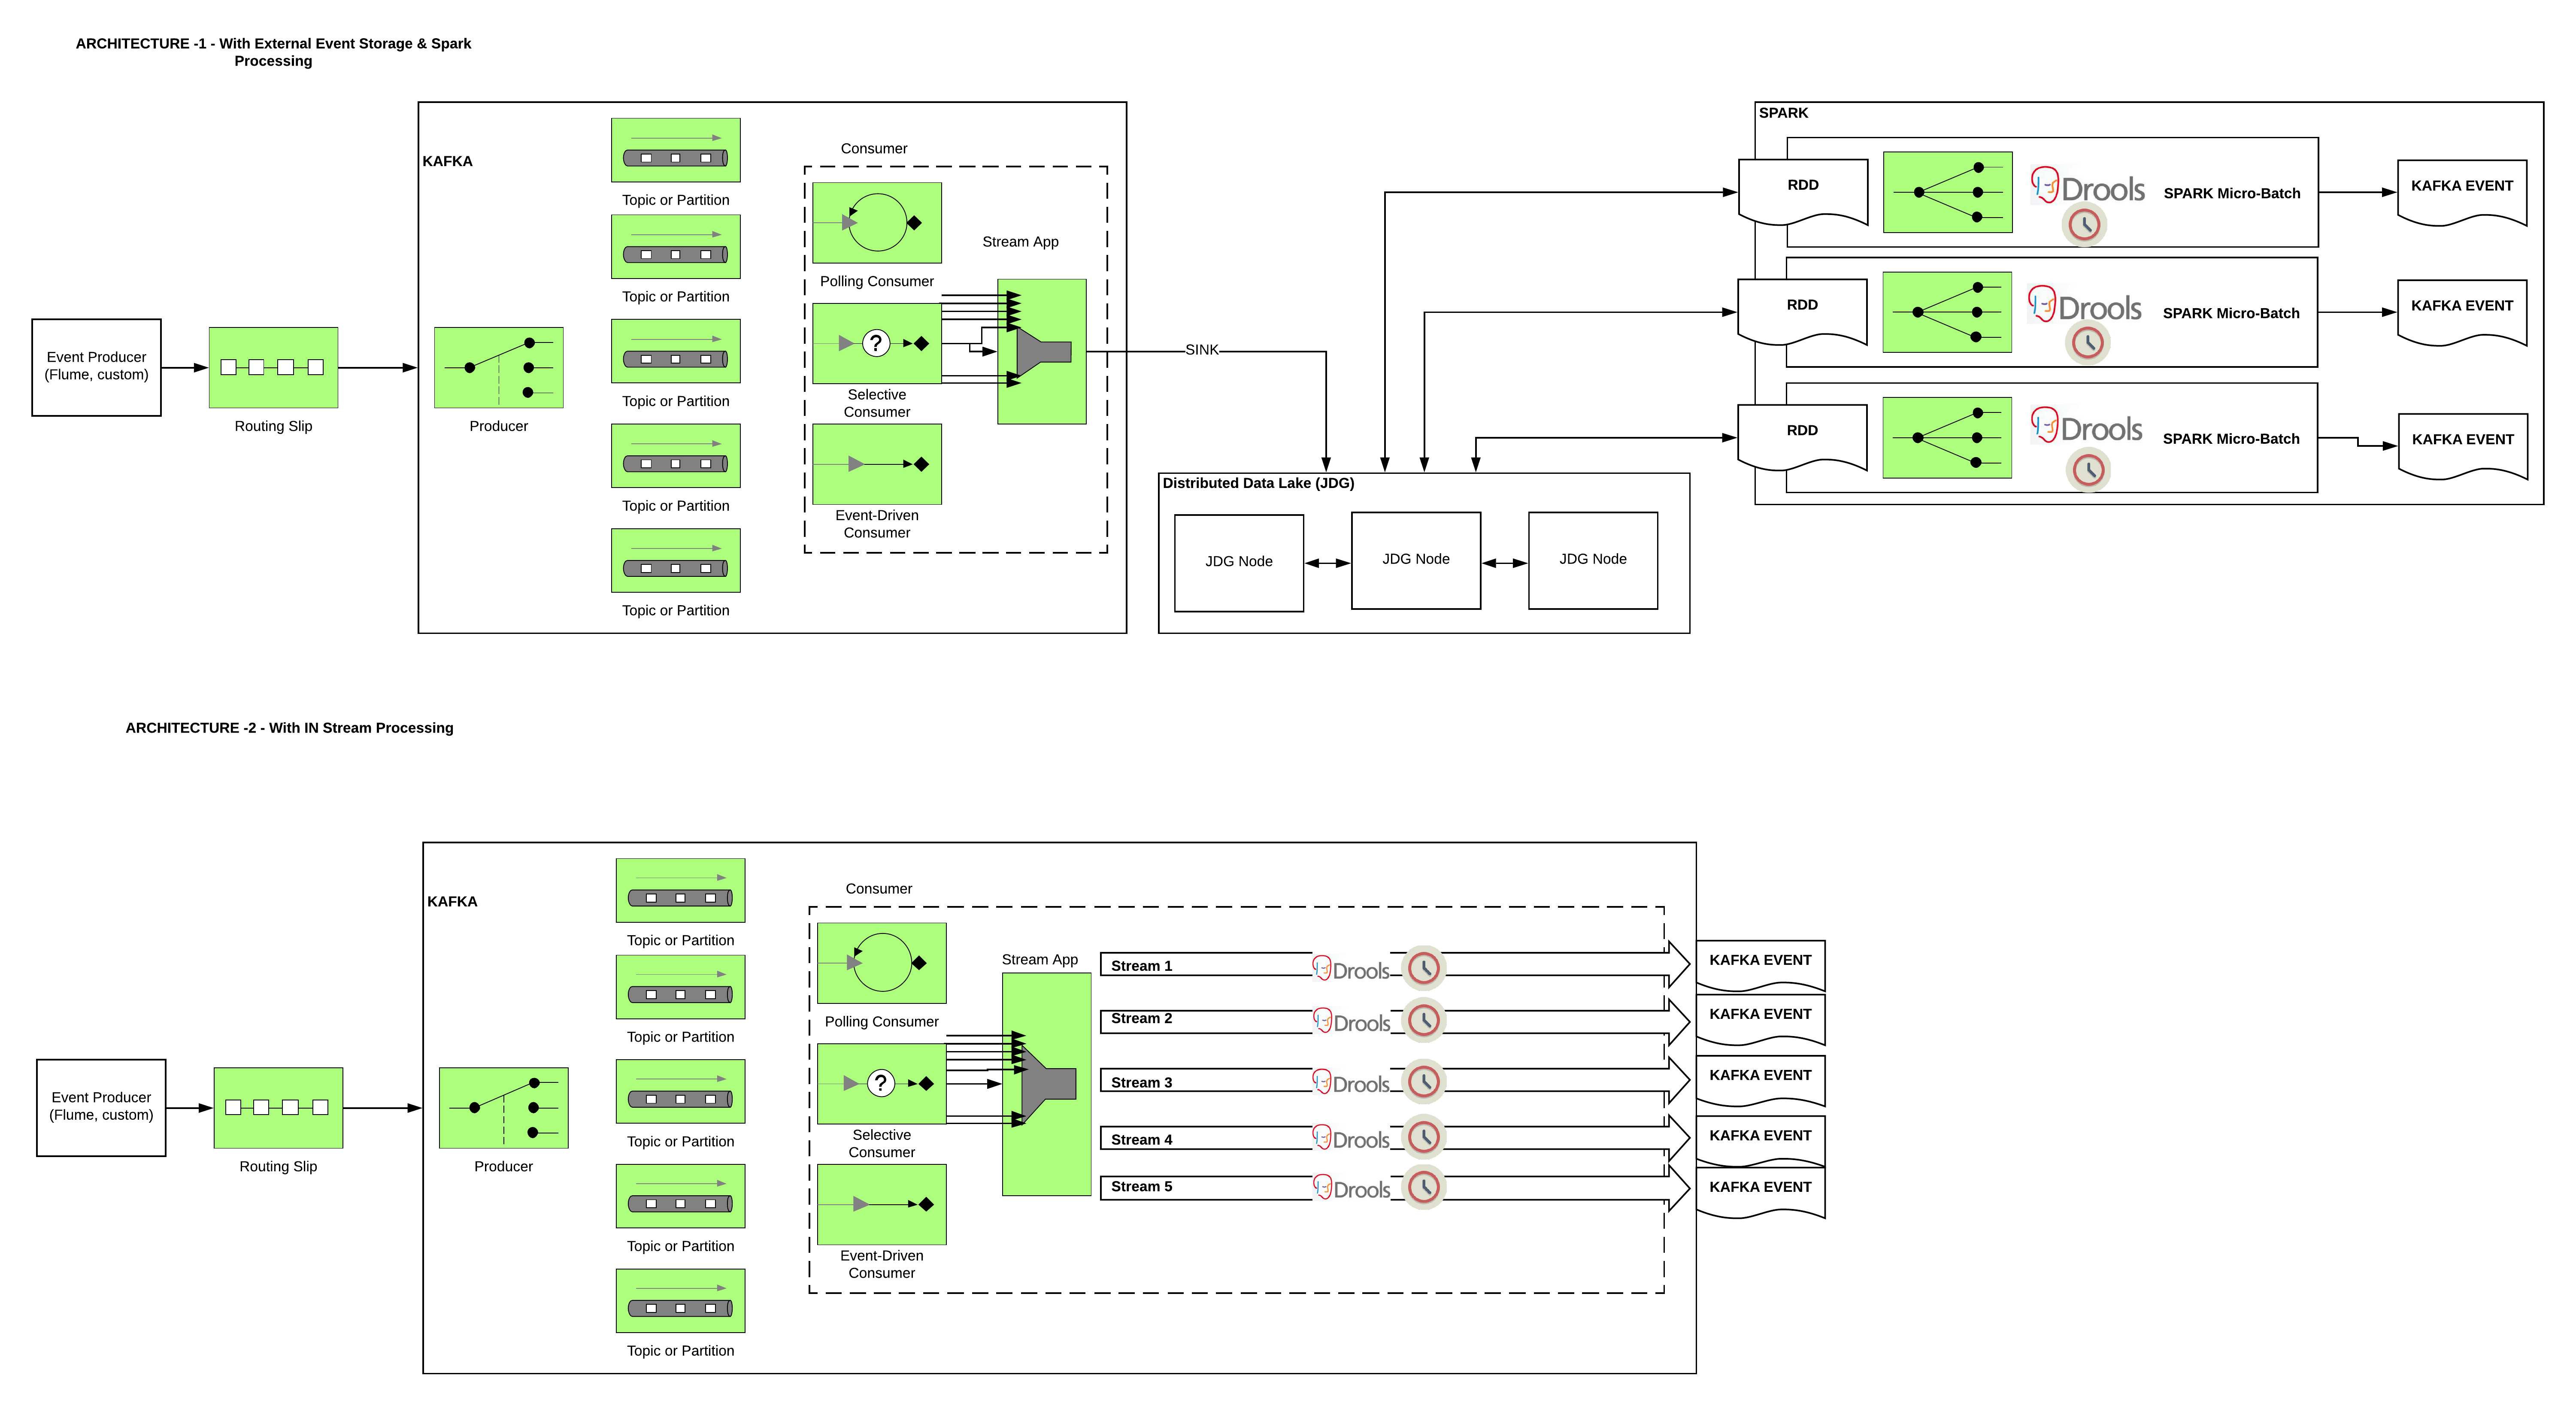 ARCHITECTURE -1 - With External Event Storage & Spark
Processing
KAFKA
Event Producer
(Flume, custom)
Routing Slip
Producer
Topic or Partition
Topic or Partition
Topic or Partition
Topic or Partition
Topic or Partition
Consumer
Polling Consumer
?
Selective
Consumer
Event-Driven
Consumer
Stream App
SINK
Distributed Data Lake (JDG)
JDG Node
JDG Node
JDG Node
SPARK
RDD
Drools
SPARK Micro-Batch
KAFKA EVENT
RDD
Drools
SPARK Micro-Batch
KAFKA EVENT
RDD
Drools
SPARK Micro-Batch
KAFKA EVENT
ARCHITECTURE -2 - With IN Stream Processing
KAFKA
Event Producer
(Flume, custom)
Routing Slip
Producer
Topic or Partition
Topic or Partition
Topic or Partition
Topic or Partition
Topic or Partition
Consumer
Polling Consumer
?
Selective
Consumer
Event-Driven
Consumer
Stream App
Stream 1
Drools
KAFKA EVENT
Stream 2
Drools
KAFKA EVENT
Stream 3
Drools
KAFKA EVENT
Stream 4
Drools
KAFKA EVENT
Stream 5
Drools
KAFKA EVENT